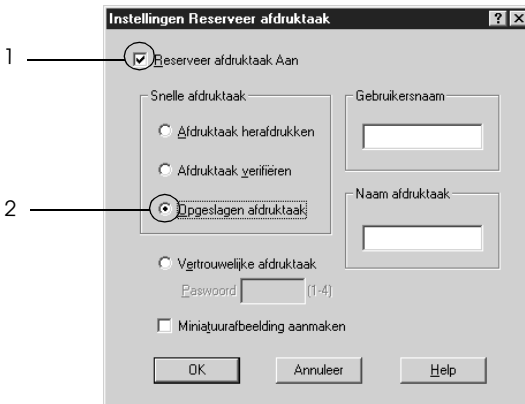 Instellingen Reserveer afdruktaak
1
Reserveer afdruktaak Aan
Snelle afdruktaak
Afdruktaak herafdrukken
Afdruktaak verifiëren
2
Opgeslagen afdruktaak
Vertrouwelijke afdruktaak
Paswoord (1-4)
Miniatuurafbeelding aanmaken
Gebruikersnaam
Naam afdruktaak
OK Annuleer Help